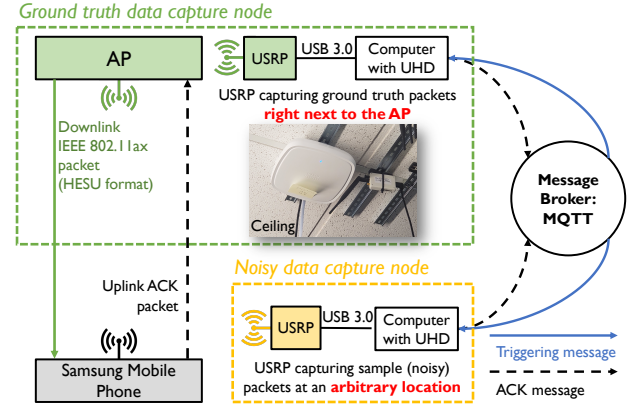 Ground truth data capture node
AP
USRP
USB 3.0
Computer
with UHD
USRP capturing ground truth packets
right next to the AP
Downlink
IEEE 802.11ax
packet
(HESU format)
Ceiling
Message
Broker:
MQTT
Uplink ACK
packet
Noisy data capture node
USRP
USB 3.0
Computer
with UHD
USRP capturing sample (noisy)
packets at an arbitrary location
Samsung Mobile
Phone
Triggering message
ACK message